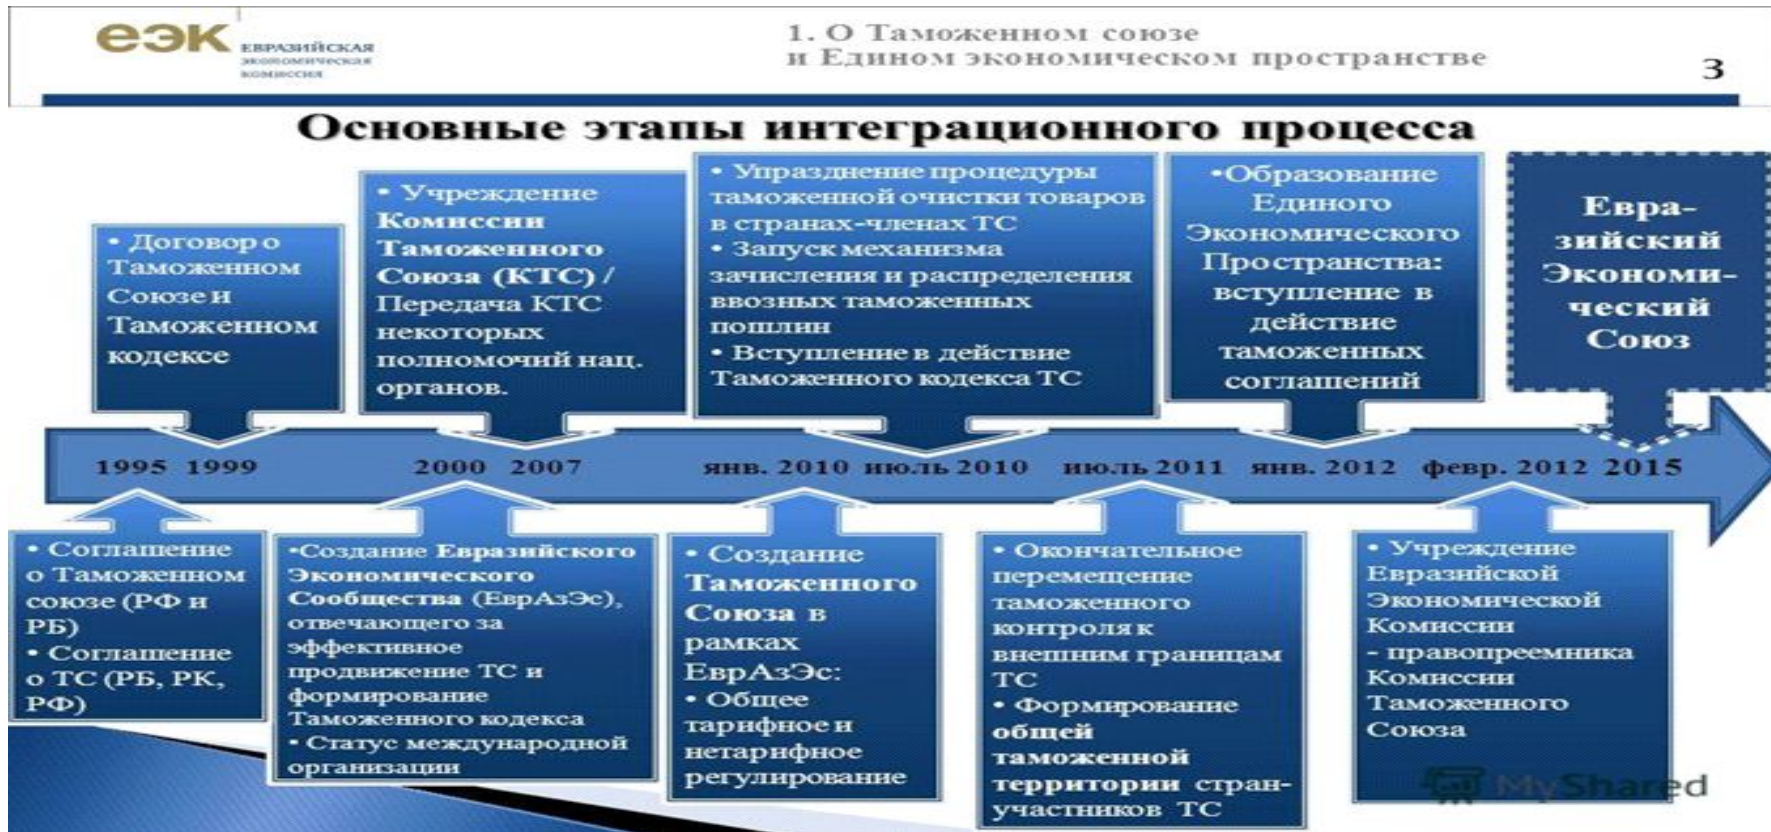 еэк
ЕВРАЗИЙСКАЯ
ЭКОНОМИЧЕСКАЯ
КОМИССИЯ
1. О Таможенном союзе
и Едином экономическом пространстве
3
Основные этапы интеграционного процесса
• Договор о
Таможенном
Союзе и
Таможенном
кодексе
• Учреждение
Комиссии
Таможенного
Союза (КТС) /
Передача КТС
некоторых
полномочий нац.
органов.
• Упразднение процедуры
таможенной очистки товаров
в странах-членах ТС
• Запуск механизма
зачисления и распределения
ввозных таможенных
пошлин
• Вступление в действие
Таможенного кодекса ТС
•Образование
Единого
Экономического
Пространства:
вступление в
действие
таможенных
соглашений
Евра-
зийский
Экономи-
ческий
Союз
1995 1999 2000 2007 янв. 2010 июль 2010 июль 2011 янв. 2012 февр. 2012 2015
• Соглашение
о Таможенном
союзе (РФ и
РБ)
• Соглашение
о ТС (РБ, РК,
РФ)
•Создание Евразийского
Экономического
Сообщества (ЕврАзЭс),
отвечающего за
эффективное
продвижение ТС и
формирование
Таможенного кодекса
• Статус международной
организации
• Создание
Таможенного
Союза в
рамках
ЕврАзЭс:
• Общее
тарифное и
нетарифное
регулирование
• Окончательное
перемещение
таможенного
контроля к
внешним границам
ТС
• Формирование
общей
таможенной
территории стран-
участников ТС
• Учреждение
Евразийской
Экономической
Комиссии
- правопреемника
Комиссии
Таможенного
Союза
MyShared